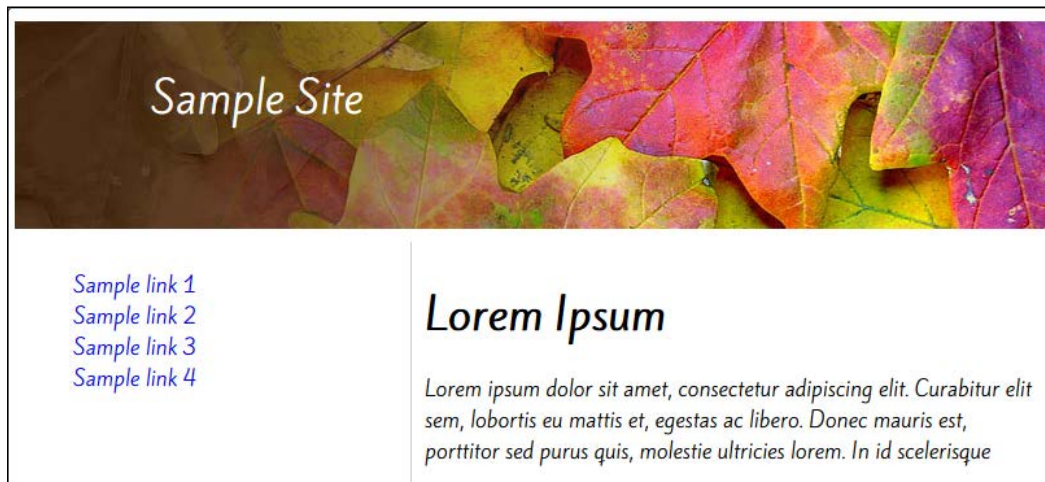 Sample Site
Sample link 1
Sample link 2
Sample link 3
Sample link 4
Lorem Ipsum
Lorem ipsum dolor sit amet, consectetur adipiscing elit. Curabitur elit
sem, lobortis eu mattis et, egestas ac libero. Donec mauris est,
porttitor sed purus quis, molestie ultricies lorem. In id scelerisque